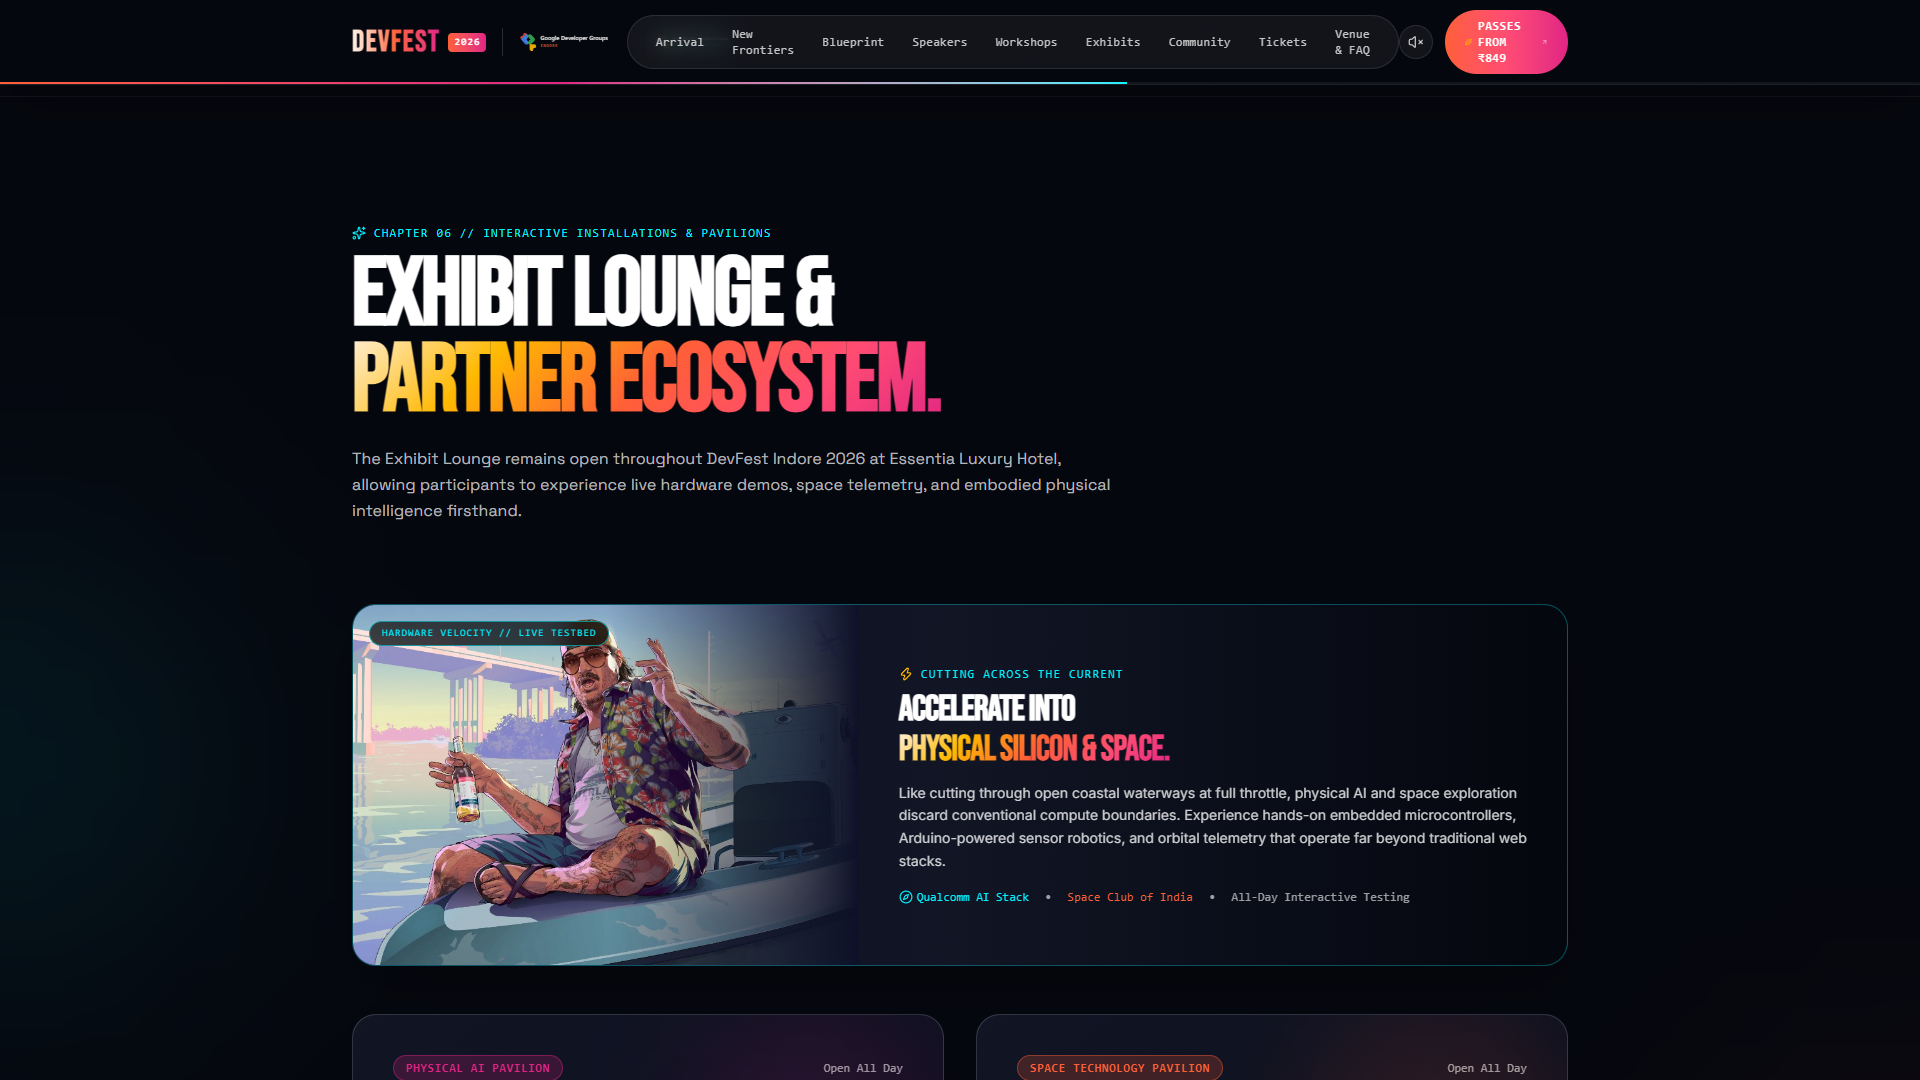 DEVFEST 2026 Google Developer Groups
INDORE
Arrival
New
Frontiers
Blueprint
Speakers
Workshops
Exhibits
Community
Tickets
Venue
& FAQ
PASSES
FROM
₹849
CHAPTER 06 // INTERACTIVE INSTALLATIONS & PAVILIONS
EXHIBIT LOUNGE &
PARTNER ECOSYSTEM.
The Exhibit Lounge remains open throughout DevFest Indore 2026 at Essentia Luxury Hotel,
allowing participants to experience live hardware demos, space telemetry, and embodied physical
intelligence firsthand.
HARDWARE VELOCITY // LIVE TESTBED
CUTTING ACROSS THE CURRENT
ACCELERATE INTO
PHYSICAL SILICON & SPACE.
Like cutting through open coastal waterways at full throttle, physical AI and space exploration
discard conventional compute boundaries. Experience hands-on embedded microcontrollers,
Arduino-powered sensor robotics, and orbital telemetry that operate far beyond traditional web
stacks.
Qualcomm AI Stack • Space Club of India • All-Day Interactive Testing
PHYSICAL AI PAVILION
Open All Day
SPACE TECHNOLOGY PAVILION
Open All Day